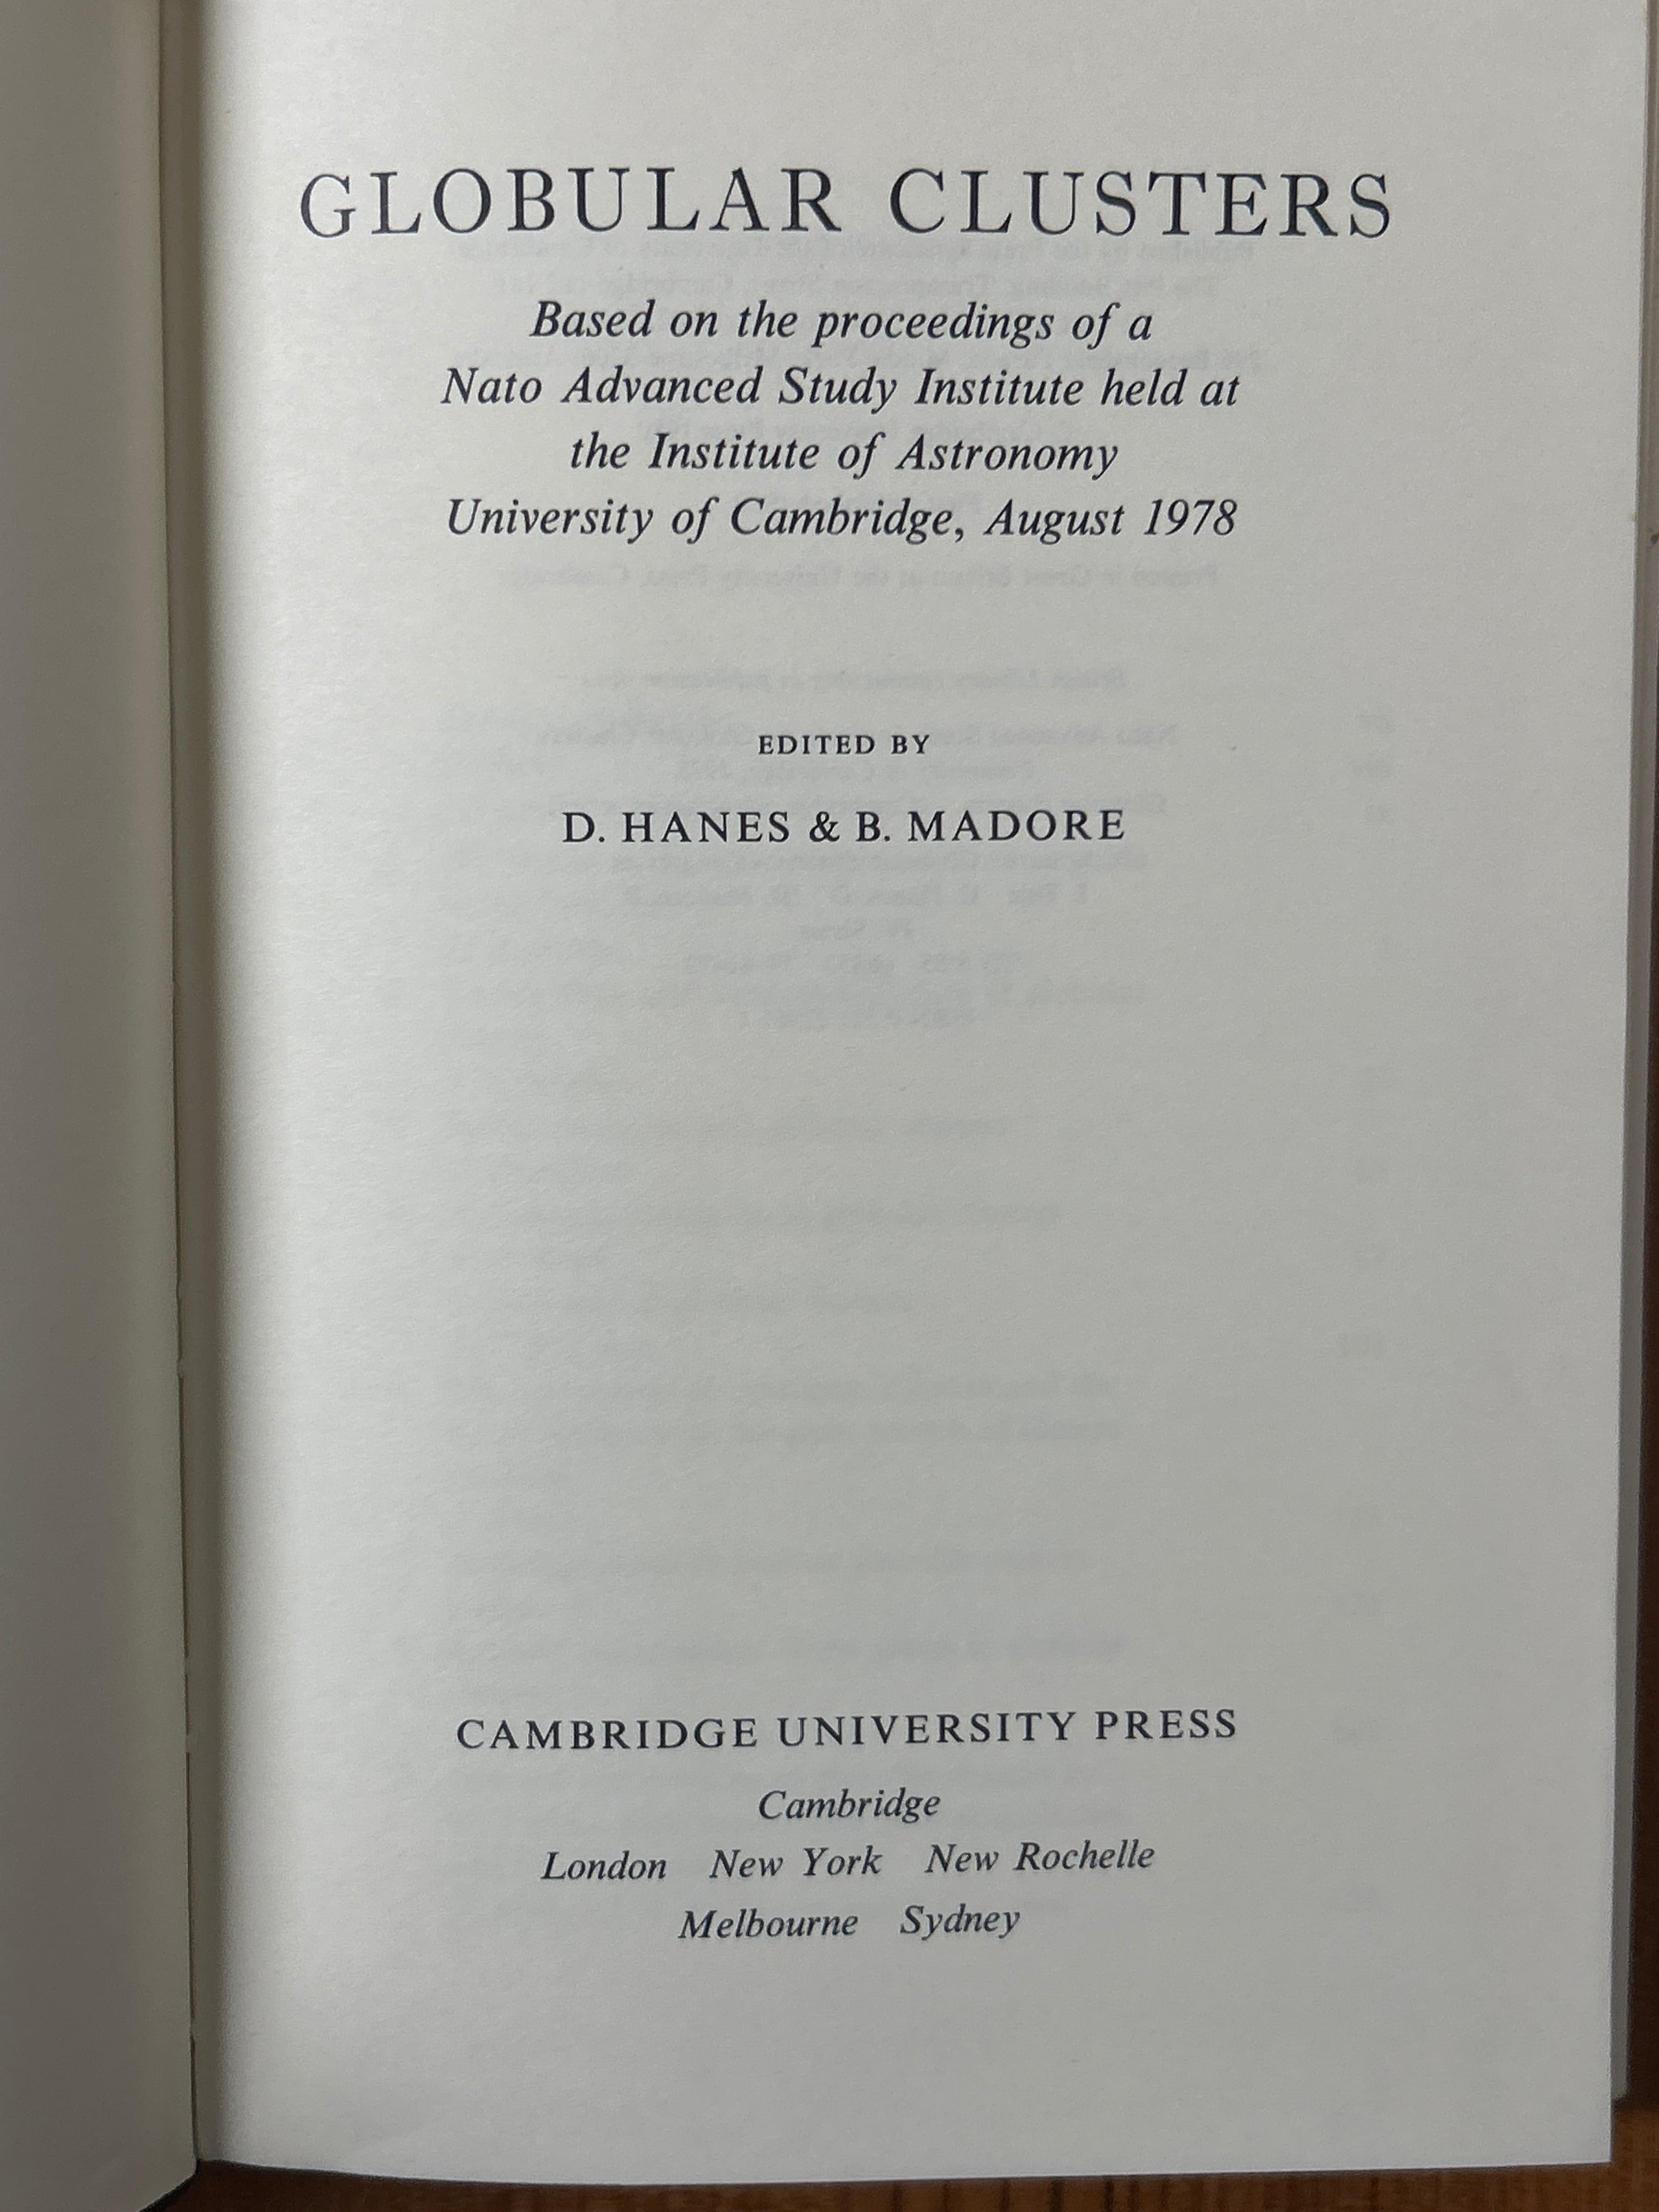 GLOBULAR CLUSTERS
Based on the proceedings of a
Nato Advanced Study Institute held at
the Institute of Astronomy
University of Cambridge, August 1978
EDITED BY
D. HANES & B. MADORE
CAMBRIDGE UNIVERSITY PRESS
Cambridge
London New York New Rochelle
Melbourne Sydney